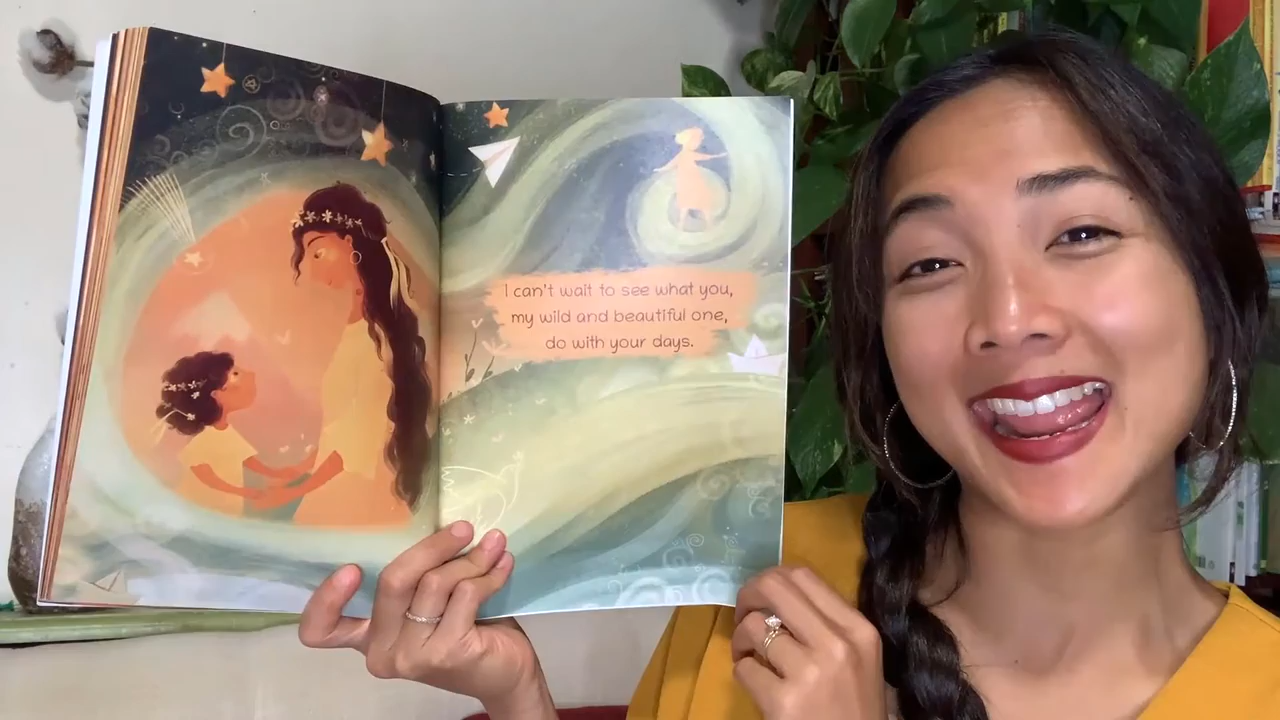 I can't wait to see what you,
my wild and beautiful one,
do with your days.